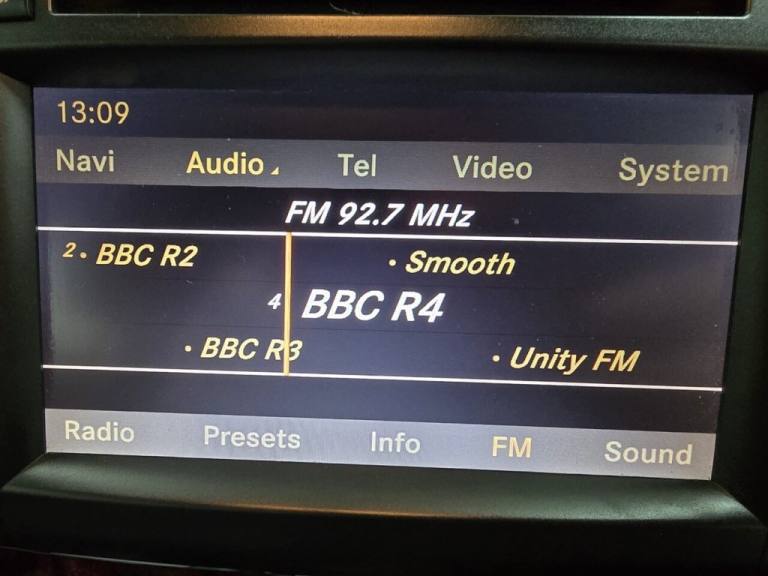 13:09
Navi Audio Tel Video System
FM 92.7 MHz
2 • BBC R2 • Smooth
4 BBC R4
• BBC R3 • Unity FM
Radio Presets Info FM Sound